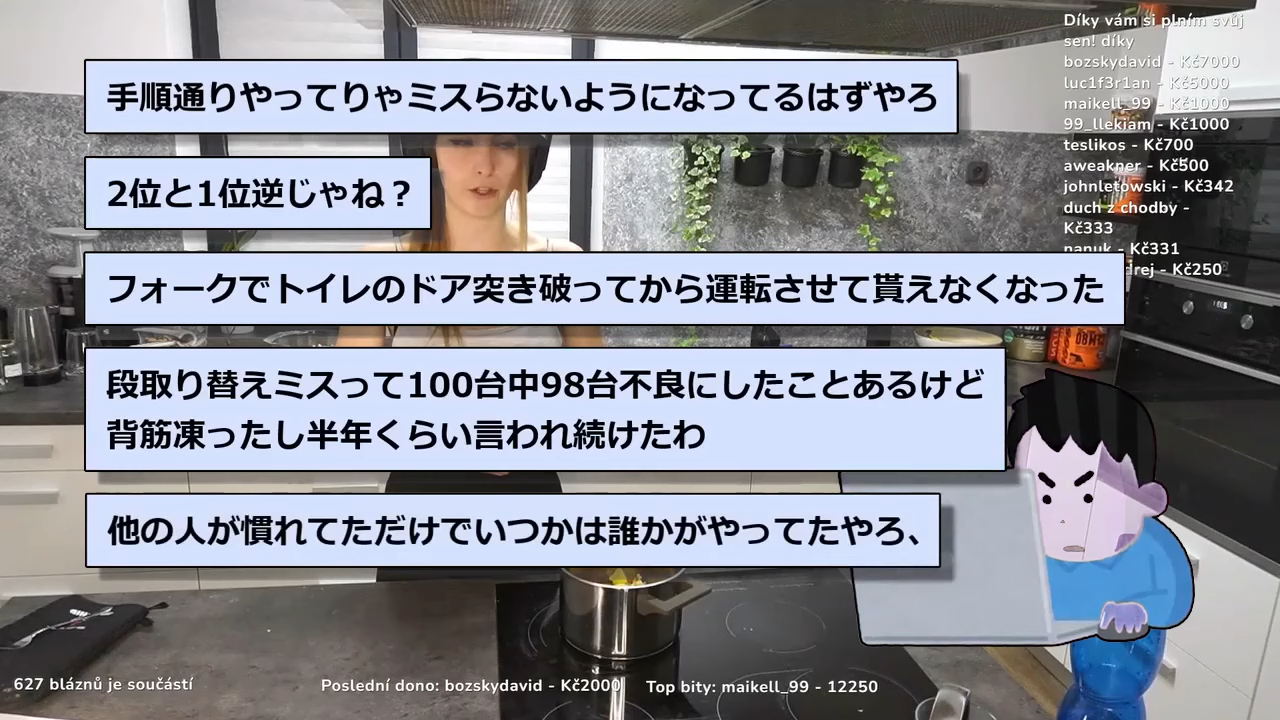 手順通りやってりゃミスらないようになってるはずやろ
2位と1位逆じゃね？
フォークでトイレのドア突き破ってから運転させて貰えなくなった
段取り替えミスって100台中98台不良にしたことあるけど
背筋凍ったし半年くらい言われ続けたわ
他の人が慣れてただけでいつかは誰かがやってたやろ、
Díky vám si plním svůj
sen! díky
bozskydavid - Kč7000
luc1f3r1an - Kč5000
maikell_99 - Kč1000
99_llekiam - Kč1000
teslikos - Kč700
aweakner - Kč500
johnletowski - Kč342
duch z chodby -
Kč333
nanuk - Kč331
drej - Kč250
627 bláznů je součástí
Poslední dono: bozskydavid - Kč2000
Top bity: maikell_99 - 12250